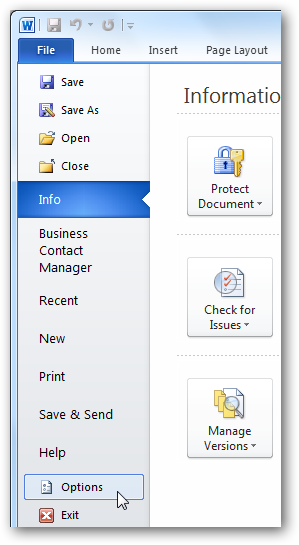 W
File Home Insert Page Layout
Save
Save As
Open
Close
Info
Business
Contact
Manager
Recent
New
Print
Save & Send
Help
Options
Exit
Informatio
Protect
Document
Check for
Issues
Manage
Versions